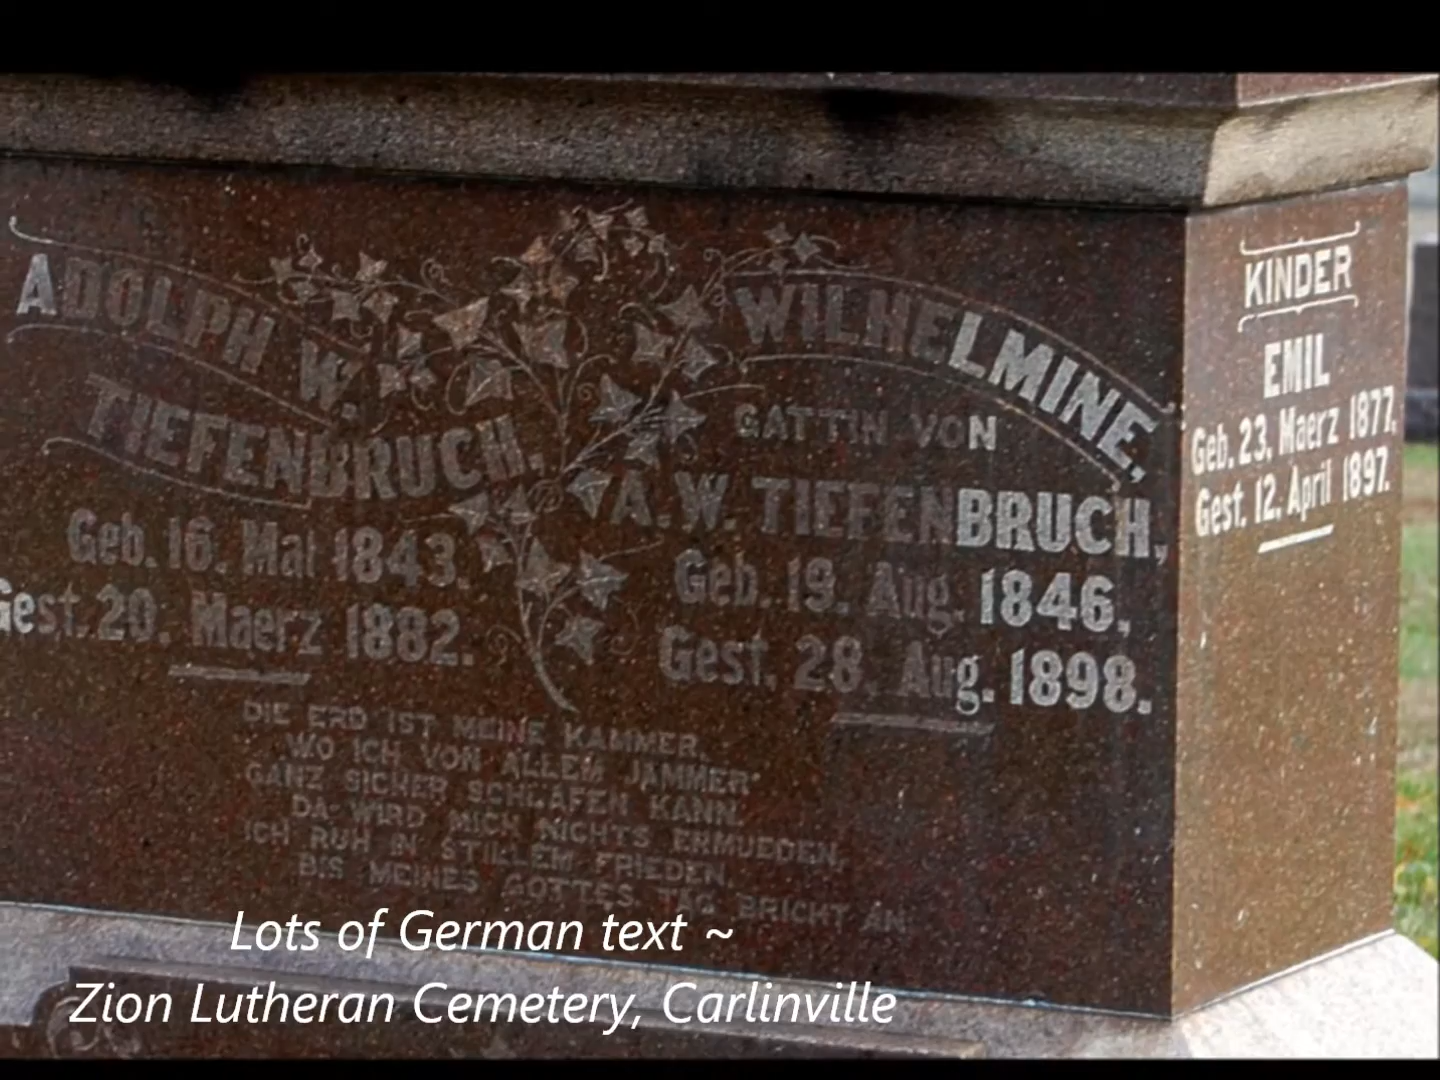 ADOLPH W.
TIEFENBRUCH,
Geb. 16. Mai 1843.
Gest. 20. Maerz 1882.
WILHELMINE,
GATTIN VON
A. W. TIEFENBRUCH,
Geb. 19. Aug. 1846,
Gest. 28. Aug. 1898.
DIE ERD IST MEINE KAMMER,
WO ICH VON ALLEM JAMMER
GANZ SICHER SCHLAFEN KANN.
DA WIRD MICH NICHTS ERMUEDEN,
ICH RUH IN STILLEM FRIEDEN,
BIS MEINES GOTTES TAG BRICHT AN.
KINDER
EMIL
Geb. 23. Maerz 1877,
Gest. 12. April 1897.
Lots of German text ~
Zion Lutheran Cemetery, Carlinville